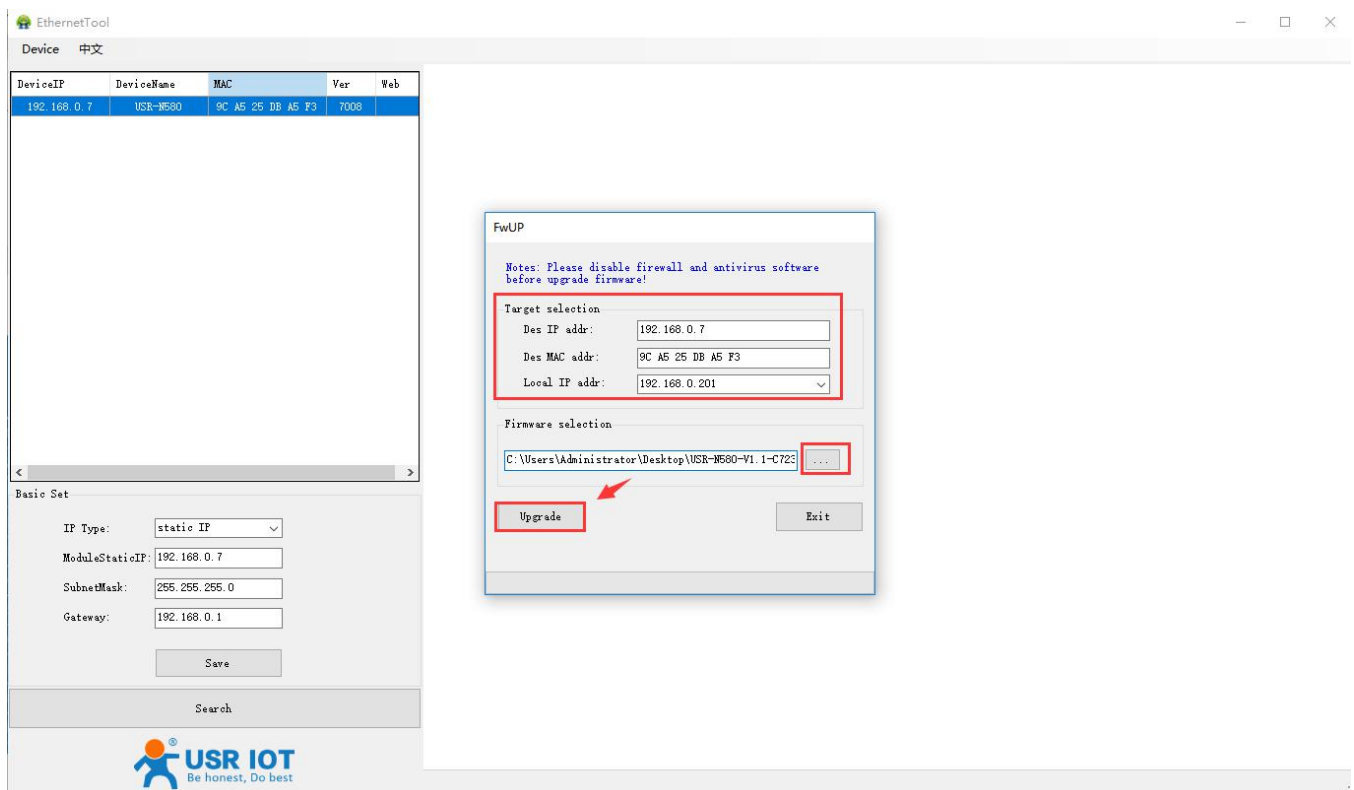 EthernetTool
Device 中文
DeviceIP DeviceName MAC Ver Web
192.168.0.7 USR-N580 9C A5 25 DB A5 F3 7008
FwUP
Notes: Please disable firewall and antivirus software
before upgrade firmware!
Target selection
Des IP addr: 192.168.0.7
Des MAC addr: 9C A5 25 DB A5 F3
Local IP addr: 192.168.0.201
Firmware selection
C:\Users\Administrator\Desktop\USR-N580-V1.1-C723 ...
Upgrade Exit
Basic Set
IP Type: static IP
ModuleStaticIP: 192.168.0.7
SubnetMask: 255.255.255.0
Gateway: 192.168.0.1
Save
Search
® USR IOT
Be honest, Do best